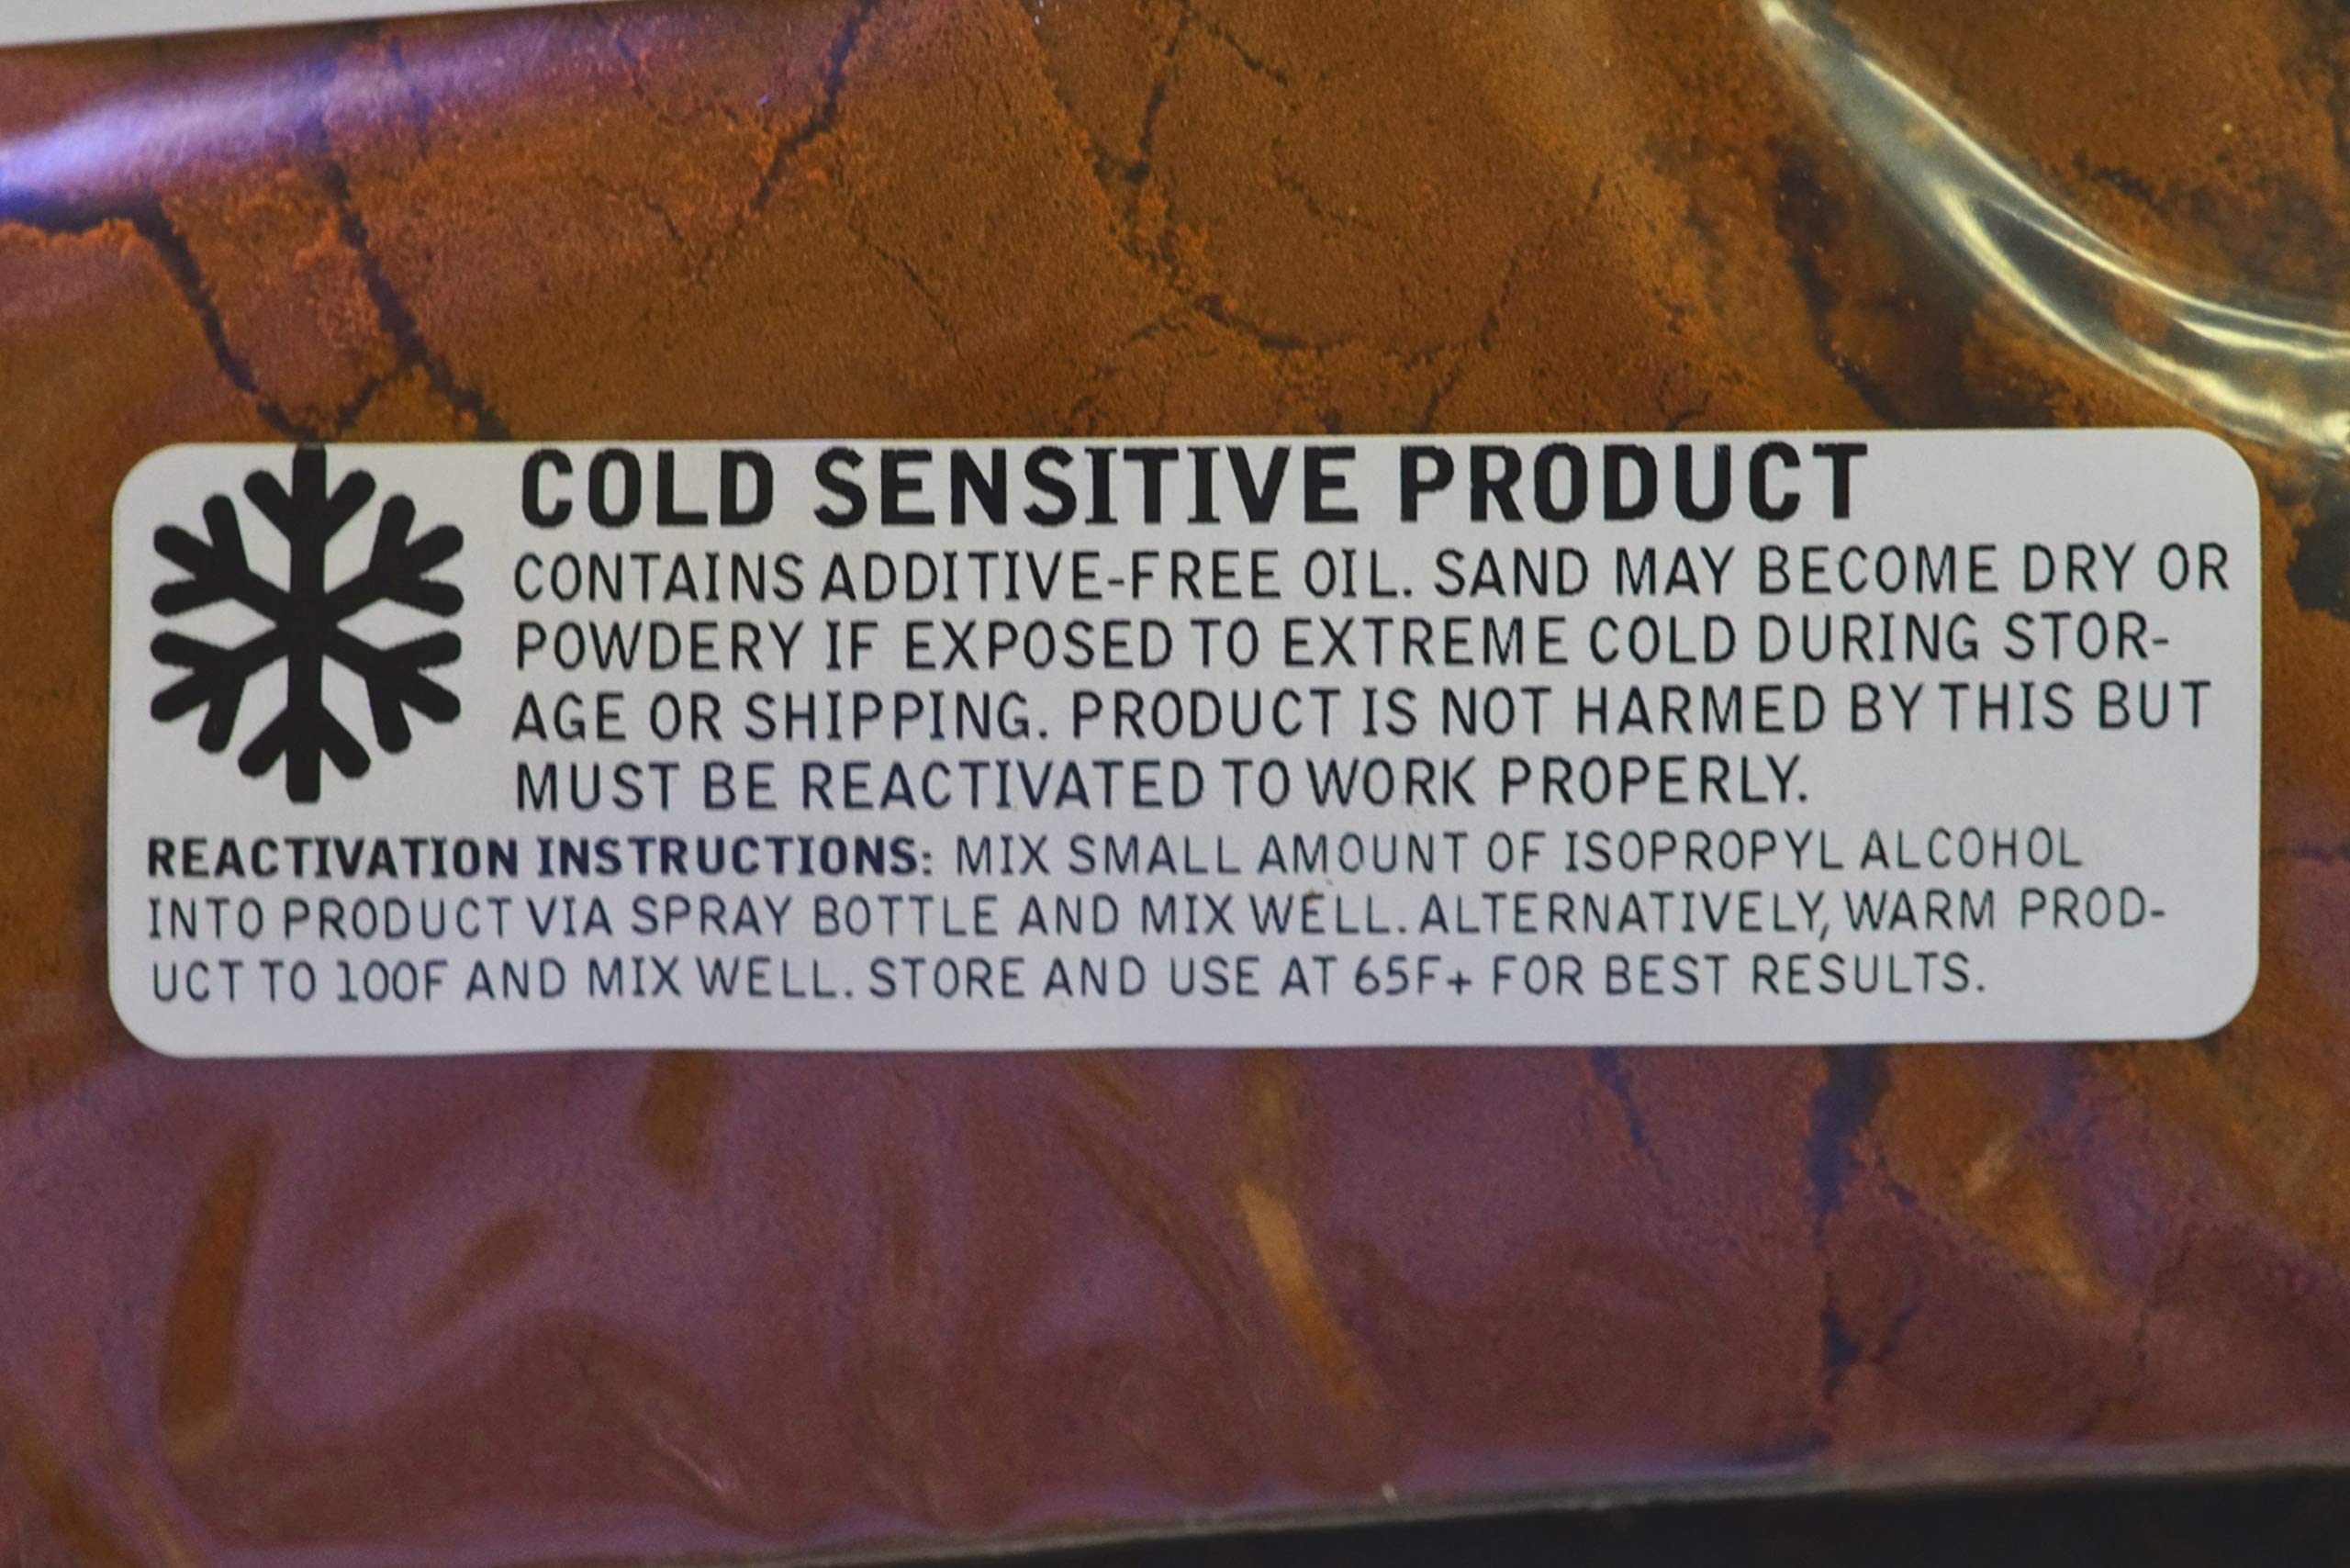 COLD SENSITIVE PRODUCT
CONTAINS ADDITIVE-FREE OIL. SAND MAY BECOME DRY OR
POWDERY IF EXPOSED TO EXTREME COLD DURING STOR-
AGE OR SHIPPING. PRODUCT IS NOT HARMED BY THIS BUT
MUST BE REACTIVATED TO WORK PROPERLY.
REACTIVATION INSTRUCTIONS: MIX SMALL AMOUNT OF ISOPROPYL ALCOHOL
INTO PRODUCT VIA SPRAY BOTTLE AND MIX WELL. ALTERNATIVELY, WARM PROD-
UCT TO 100F AND MIX WELL. STORE AND USE AT 65F+ FOR BEST RESULTS.